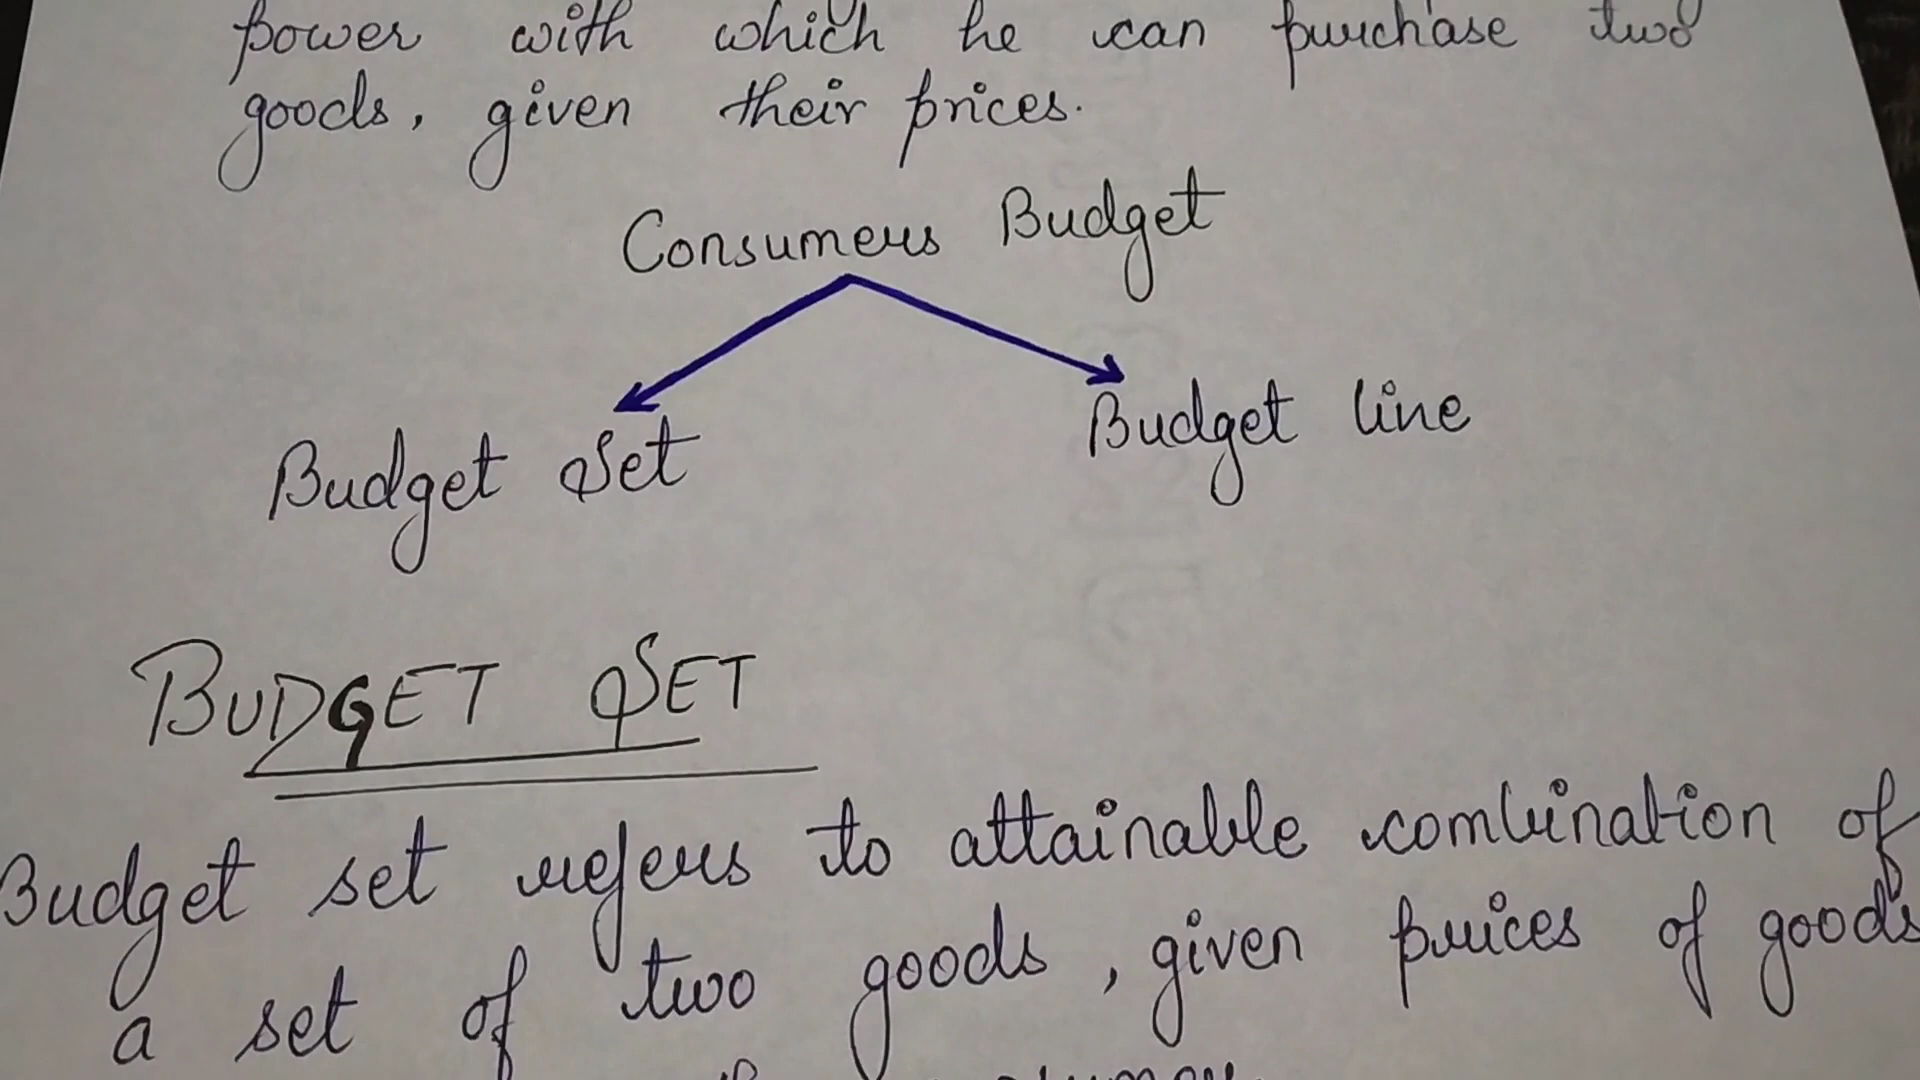 power with which he can purchase two
goods, given their prices.
Consumers Budget
Budget Set
Budget line
BUDGET SET
Budget set refers to attainable combination of
a set of two goods, given prices of goods